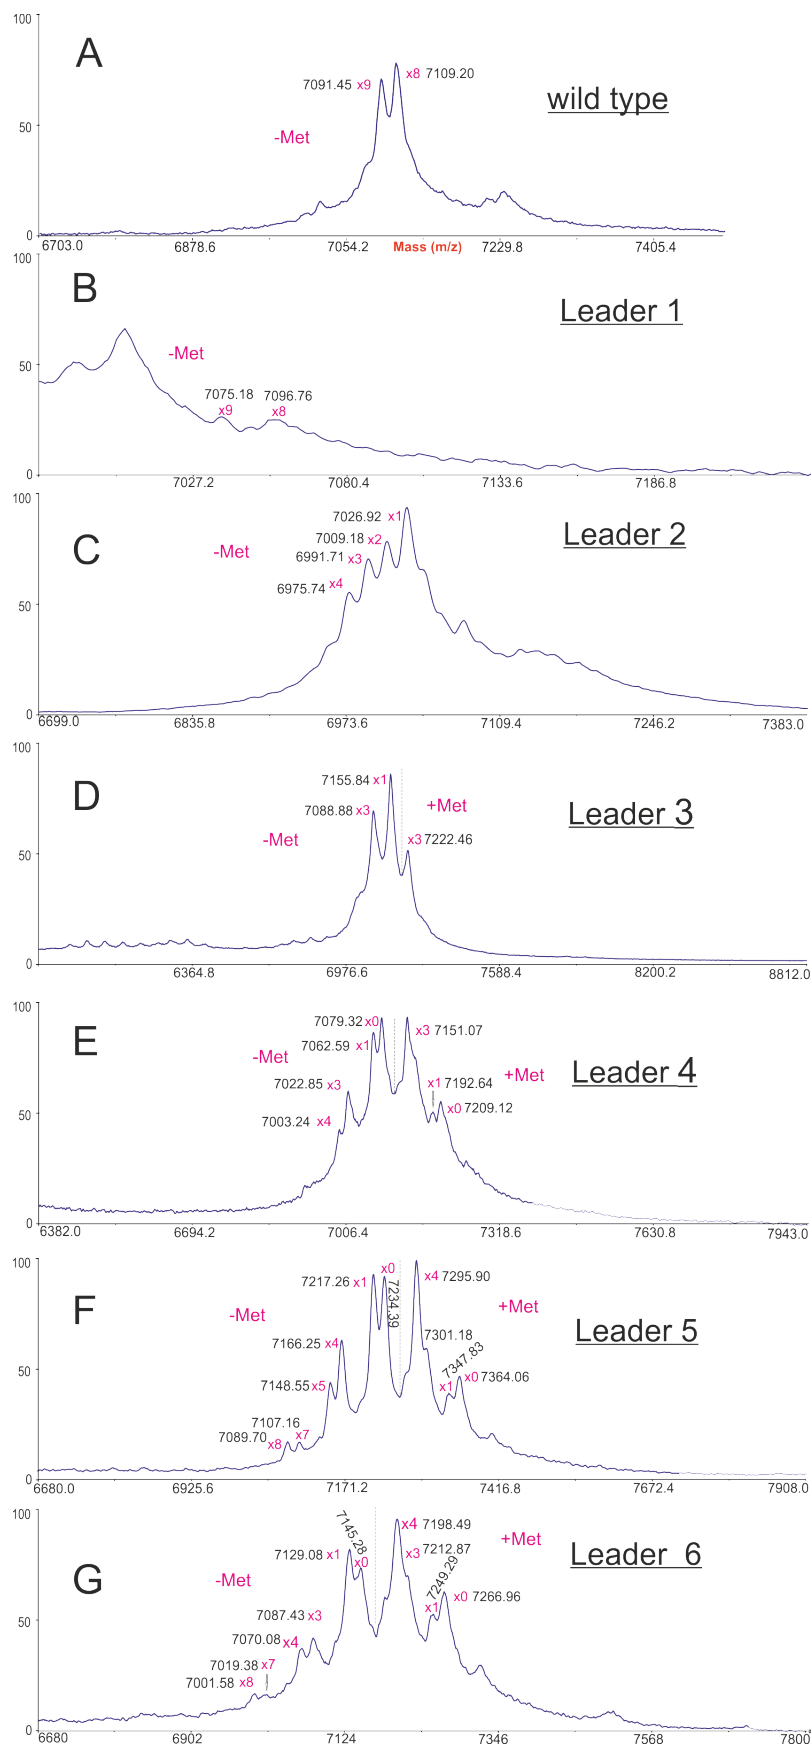 100
A
7091.45 x9
x8 7109.20
wild type
-Met
50
0
6703.0 6878.6 7054.2 Mass (m/z) 7229.8 7405.4
100
B
Leader 1
-Met
50
7075.18 7096.76
x9 x8
0
7027.2 7080.4 7133.6 7186.8
100
C
7026.92 x1
Leader 2
7009.18 x2
-Met
6991.71 x3
6975.74 x4
50
0
6699.0 6835.8 6973.6 7109.4 7246.2 7383.0
100
D
7155.84 x1
+Met
Leader 3
7088.88 x3
-Met
x3 7222.46
50
0
6364.8 6976.6 7588.4 8200.2 8812.0
100
E
7079.32 x0
x3 7151.07
7062.59 x1
-Met
+Met
Leader 4
7022.85 x3
x1 7192.64
7003.24 x4
x0 7209.12
50
0
6382.0 6694.2 7006.4 7318.6 7630.8 7943.0
100
F
x0
7217.26 x1
7234.39
x4 7295.90
-Met
+Met
Leader 5
7166.25 x4
7301.18
7347.83
7148.55 x5
x1
x0 7364.06
50
7107.16
7089.70 x8 x7
0
6680.0 6925.6 7171.2 7416.8 7672.4 7908.0
100
G
7145.28
x4 7198.49
+Met
Leader 6
7129.08 x1
x0
x3 7212.87
7249.29
-Met
x0 7266.96
x1
7087.43 x3
50
7070.08 x4
7019.38 x7
7001.58 x8
0
6680 6902 7124 7346 7568 7800